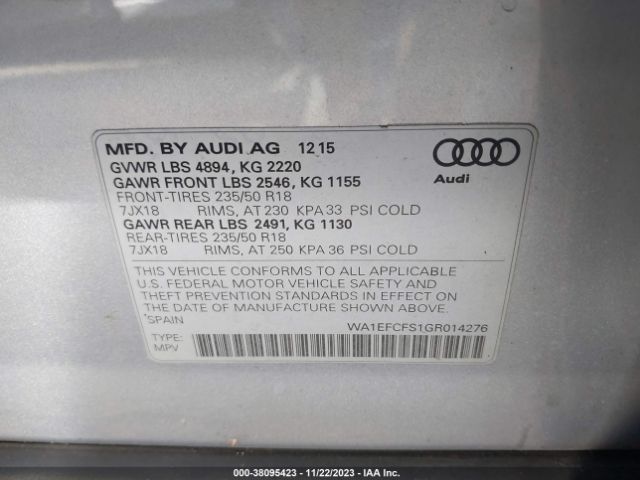 MFD. BY AUDI AG 12 15
GVWR LBS 4894, KG 2220
GAWR FRONT LBS 2546, KG 1155
FRONT-TIRES 235/50 R18
7JX18 RIMS, AT 230 KPA 33 PSI COLD
GAWR REAR LBS 2491, KG 1130
REAR-TIRES 235/50 R18
7JX18 RIMS, AT 250 KPA 36 PSI COLD
Audi
THIS VEHICLE CONFORMS TO ALL APPLICABLE
U.S. FEDERAL MOTOR VEHICLE SAFETY AND
THEFT PREVENTION STANDARDS IN EFFECT ON
THE DATE OF MANUFACTURE SHOWN ABOVE.
*SPAIN WA1EFCFS1GR014276
TYPE:
MPV
000-38095423 - 11/22/2023 - IAA Inc.